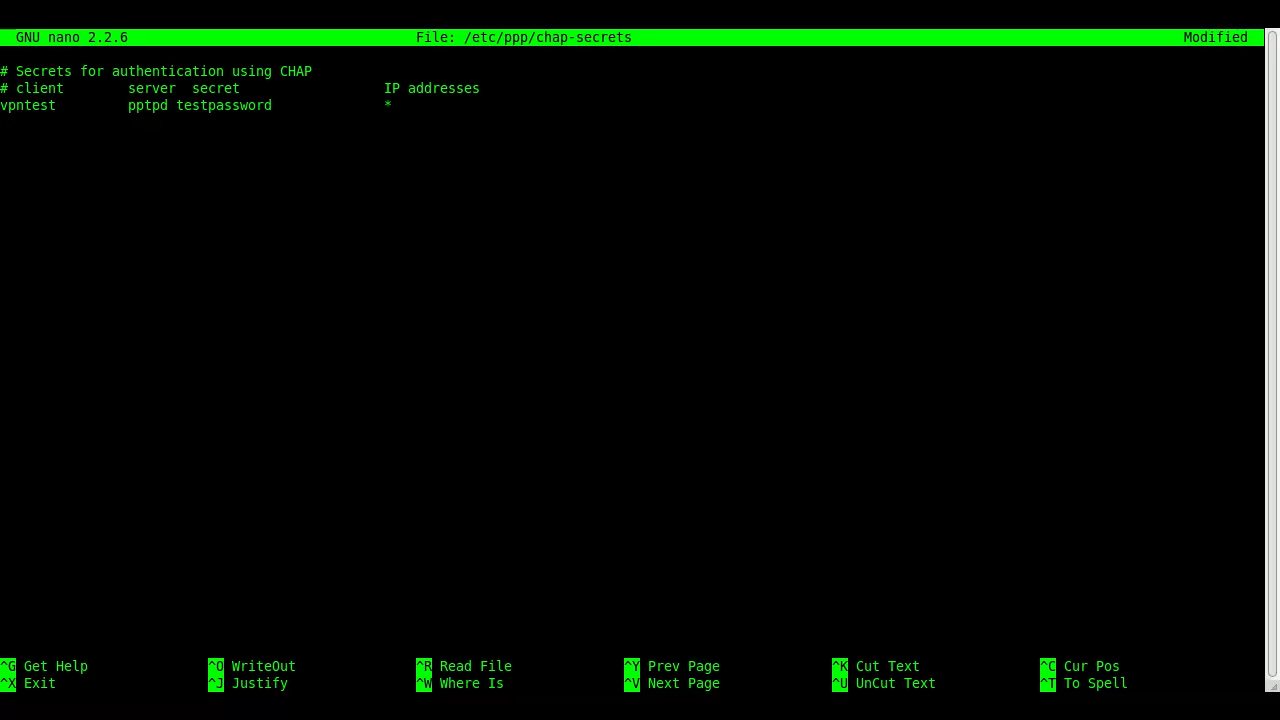 GNU nano 2.2.6 File: /etc/ppp/chap-secrets Modified
# Secrets for authentication using CHAP
# client server secret IP addresses
vpntest pptpd testpassword *
^G Get Help ^O WriteOut ^R Read File ^Y Prev Page ^K Cut Text ^C Cur Pos
^X Exit ^J Justify ^W Where Is ^V Next Page ^U UnCut Text ^T To Spell